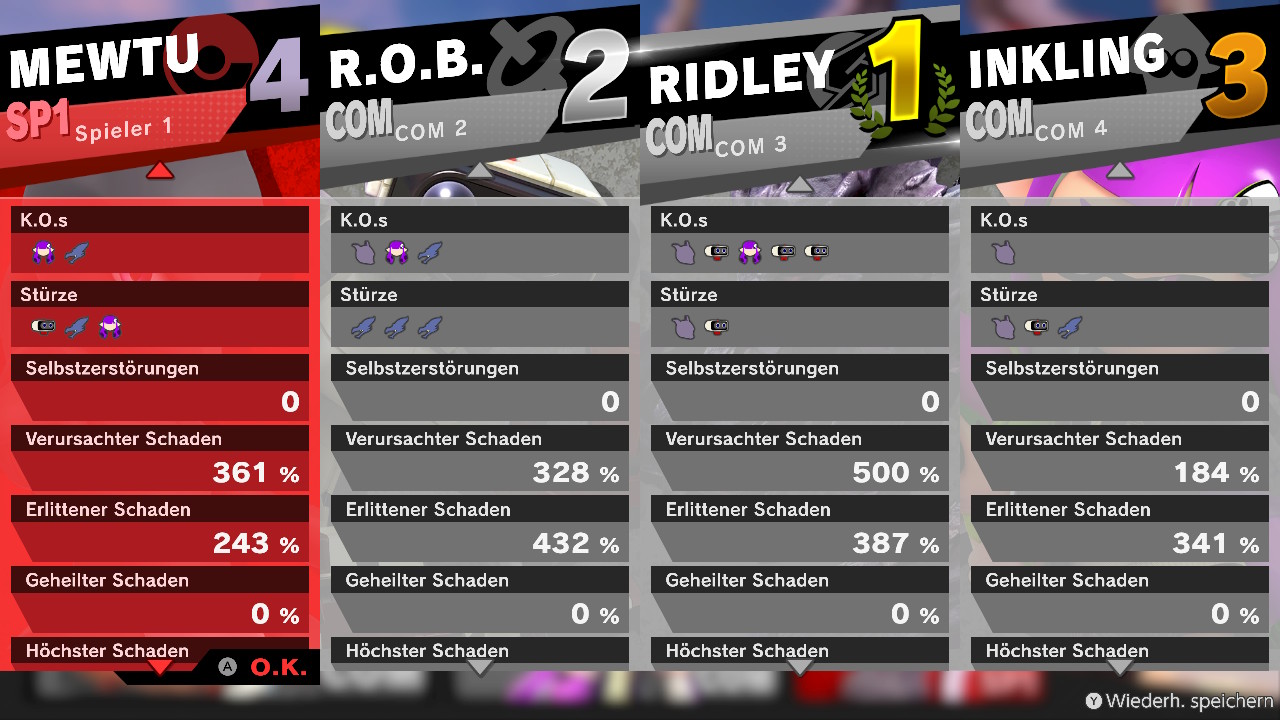 MEWTU 4
SP1 Spieler 1
K.O.s
Stürze
Selbstzerstörungen
0
Verursachter Schaden
361 %
Erlittener Schaden
243 %
Geheilter Schaden
0 %
Höchster Schaden
A O.K.
R.O.B. 2
COM COM 2
K.O.s
Stürze
Selbstzerstörungen
0
Verursachter Schaden
328 %
Erlittener Schaden
432 %
Geheilter Schaden
0 %
Höchster Schaden
RIDLEY 1
COM COM 3
K.O.s
Stürze
Selbstzerstörungen
0
Verursachter Schaden
500 %
Erlittener Schaden
387 %
Geheilter Schaden
0 %
Höchster Schaden
INKLING 3
COM COM 4
K.O.s
Stürze
Selbstzerstörungen
0
Verursachter Schaden
184 %
Erlittener Schaden
341 %
Geheilter Schaden
0 %
Höchster Schaden
Y Wiederh. speichern